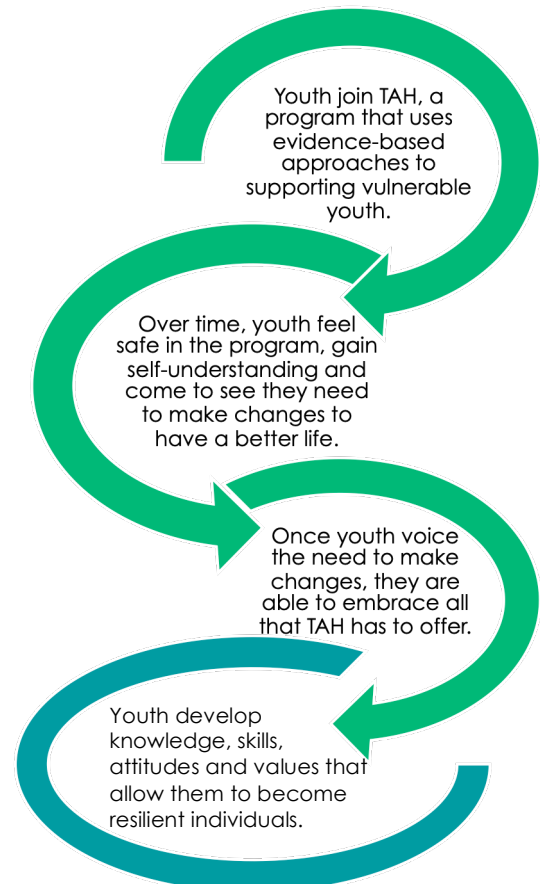 Youth join TAH, a
program that uses
evidence-based
approaches to
supporting vulnerable
youth.
Over time, youth feel
safe in the program, gain
self-understanding and
come to see they need
to make changes to
have a better life.
Once youth voice
the need to make
changes, they are
able to embrace all
that TAH has to offer.
Youth develop
knowledge, skills,
attitudes and values that
allow them to become
resilient individuals.